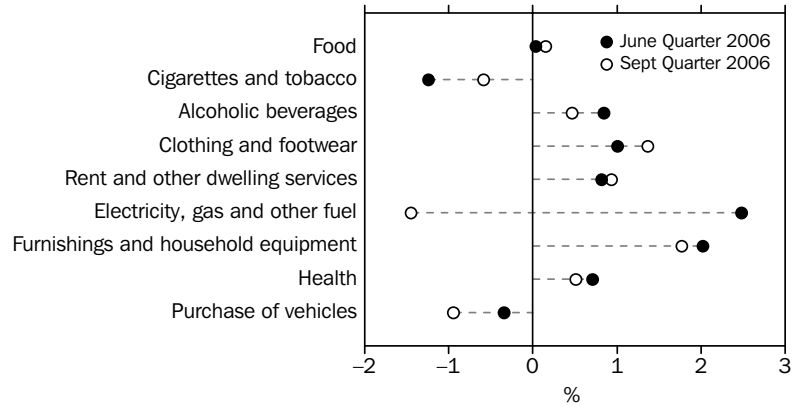 Food
June Quarter 2006
Sept Quarter 2006
Cigarettes and tobacco
Alcoholic beverages
Clothing and footwear
Rent and other dwelling services
Electricity, gas and other fuel
Furnishings and household equipment
Health
Purchase of vehicles
–2 –1 0 1 2 3
%